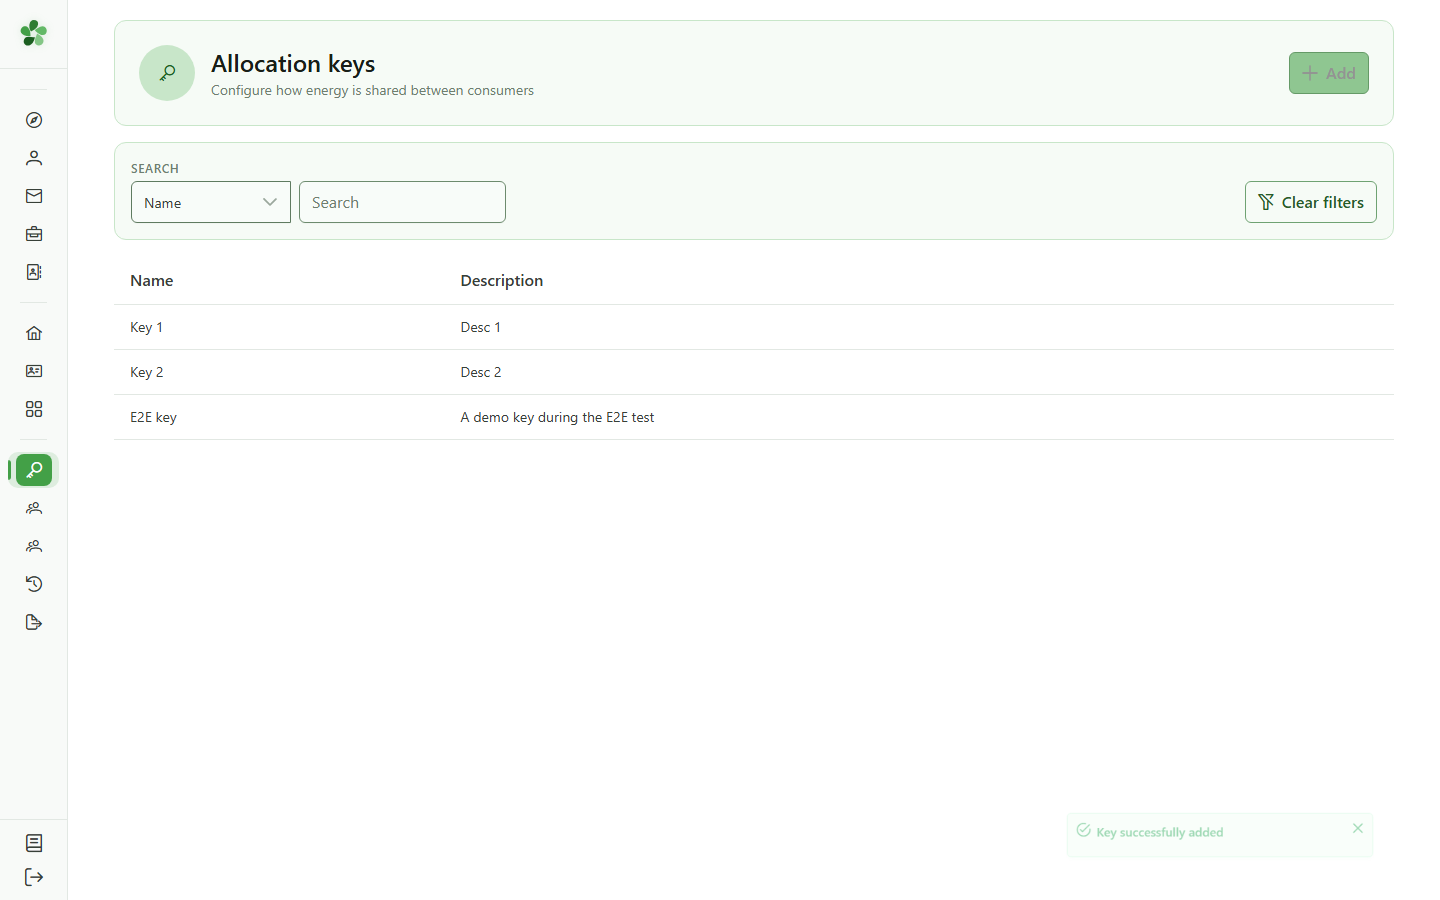 Allocation keys
Configure how energy is shared between consumers
Add
SEARCH
Name
Search
Clear filters
Name Description
Key 1 Desc 1
Key 2 Desc 2
E2E key A demo key during the E2E test
Key successfully added